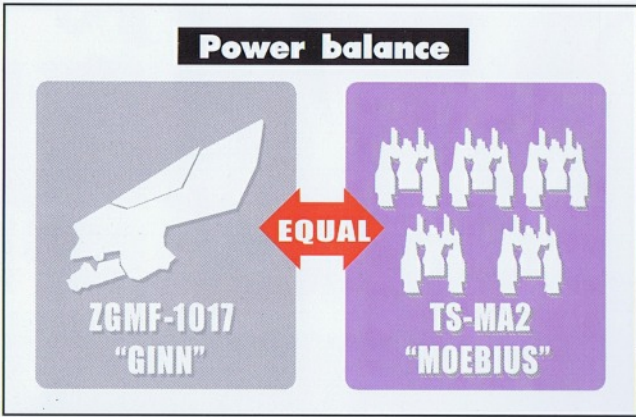 Power balance
EQUAL
ZGMF-1017
“GINN”
TS-MA2
“MOEBIUS”